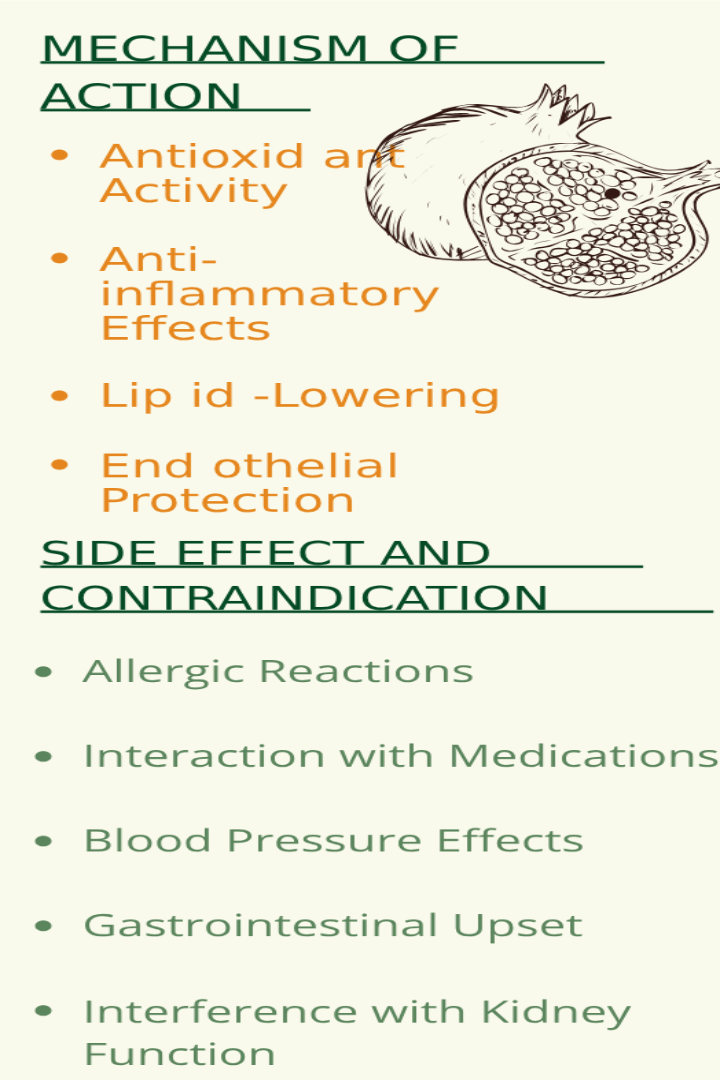 MECHANISM OF
ACTION
• Antioxid ant
Activity
• Anti-
inflammatory
Effects
• Lip id -Lowering
• End othelial
Protection
SIDE EFFECT AND
CONTRAINDICATION
• Allergic Reactions
• Interaction with Medications
• Blood Pressure Effects
• Gastrointestinal Upset
• Interference with Kidney
Function